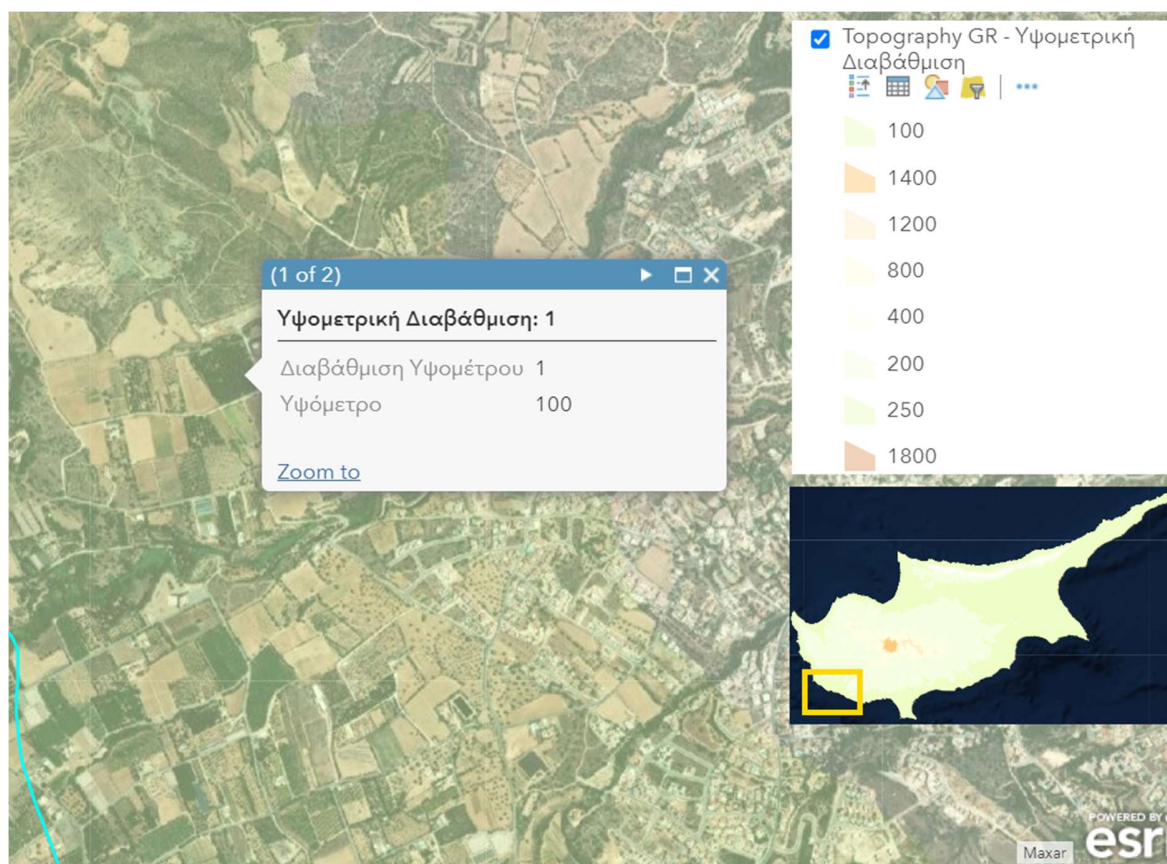 Topography GR - Υψομετρική
Διαβάθμιση
100
1400
1200
800
400
200
250
1800
(1 of 2)
Υψομετρική Διαβάθμιση: 1
Διαβάθμιση Υψομέτρου 1
Υψόμετρο 100
Zoom to
POWERED BY
esri
Maxar